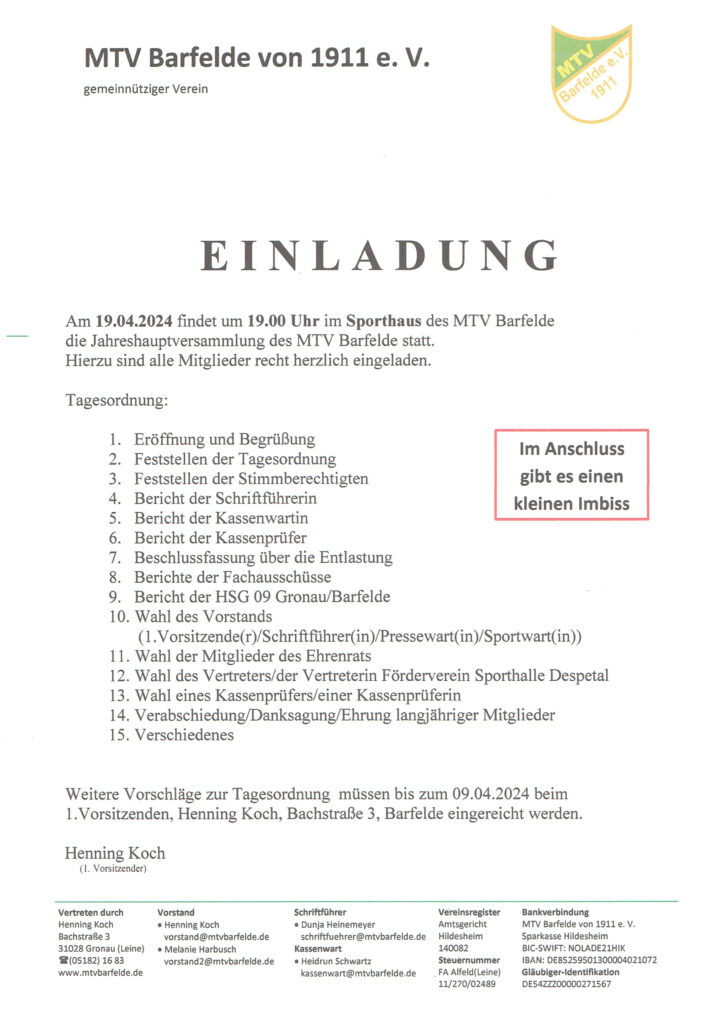 MTV Barfelde von 1911 e. V.
gemeinnütziger Verein
MTV
Barfelde e.V.
1911
EINLADUNG
Am 19.04.2024 findet um 19.00 Uhr im Sporthaus des MTV Barfelde
die Jahreshauptversammlung des MTV Barfelde statt.
Hierzu sind alle Mitglieder recht herzlich eingeladen.
Tagesordnung:
1. Eröffnung und Begrüßung
2. Feststellen der Tagesordnung
3. Feststellen der Stimmberechtigten
4. Bericht der Schriftführerin
5. Bericht der Kassenwartin
6. Bericht der Kassenprüfer
7. Beschlussfassung über die Entlastung
8. Berichte der Fachausschüsse
9. Bericht der HSG 09 Gronau/Barfelde
10. Wahl des Vorstands
(1.Vorsitzende(r)/Schriftführer(in)/Pressewart(in)/Sportwart(in))
11. Wahl der Mitglieder des Ehrenrats
12. Wahl des Vertreters/der Vertreterin Förderverein Sporthalle Despetal
13. Wahl eines Kassenprüfers/einer Kassenprüferin
14. Verabschiedung/Danksagung/Ehrung langjähriger Mitglieder
15. Verschiedenes
Im Anschluss
gibt es einen
kleinen Imbiss
Weitere Vorschläge zur Tagesordnung müssen bis zum 09.04.2024 beim
1.Vorsitzenden, Henning Koch, Bachstraße 3, Barfelde eingereicht werden.
Henning Koch
(1. Vorsitzender)
Vertreten durch
Henning Koch
Bachstraße 3
31028 Gronau (Leine)
☎(05182) 16 83
www.mtvbarfelde.de
Vorstand
• Henning Koch
vorstand@mtvbarfelde.de
• Melanie Harbusch
vorstand2@mtvbarfelde.de
Schriftführer
• Dunja Heinemeyer
schriftfuehrer@mtvbarfelde.de
Kassenwart
• Heidrun Schwartz
kassenwart@mtvbarfelde.de
Vereinsregister
Amtsgericht
Hildesheim
140082
Steuernummer
FA Alfeld(Leine)
11/270/02489
Bankverbindung
MTV Barfelde von 1911 e. V.
Sparkasse Hildesheim
BIC-SWIFT: NOLADE21HIK
IBAN: DE85259501300004021072
Gläubiger-Identifikation
DE54ZZZ00000271567